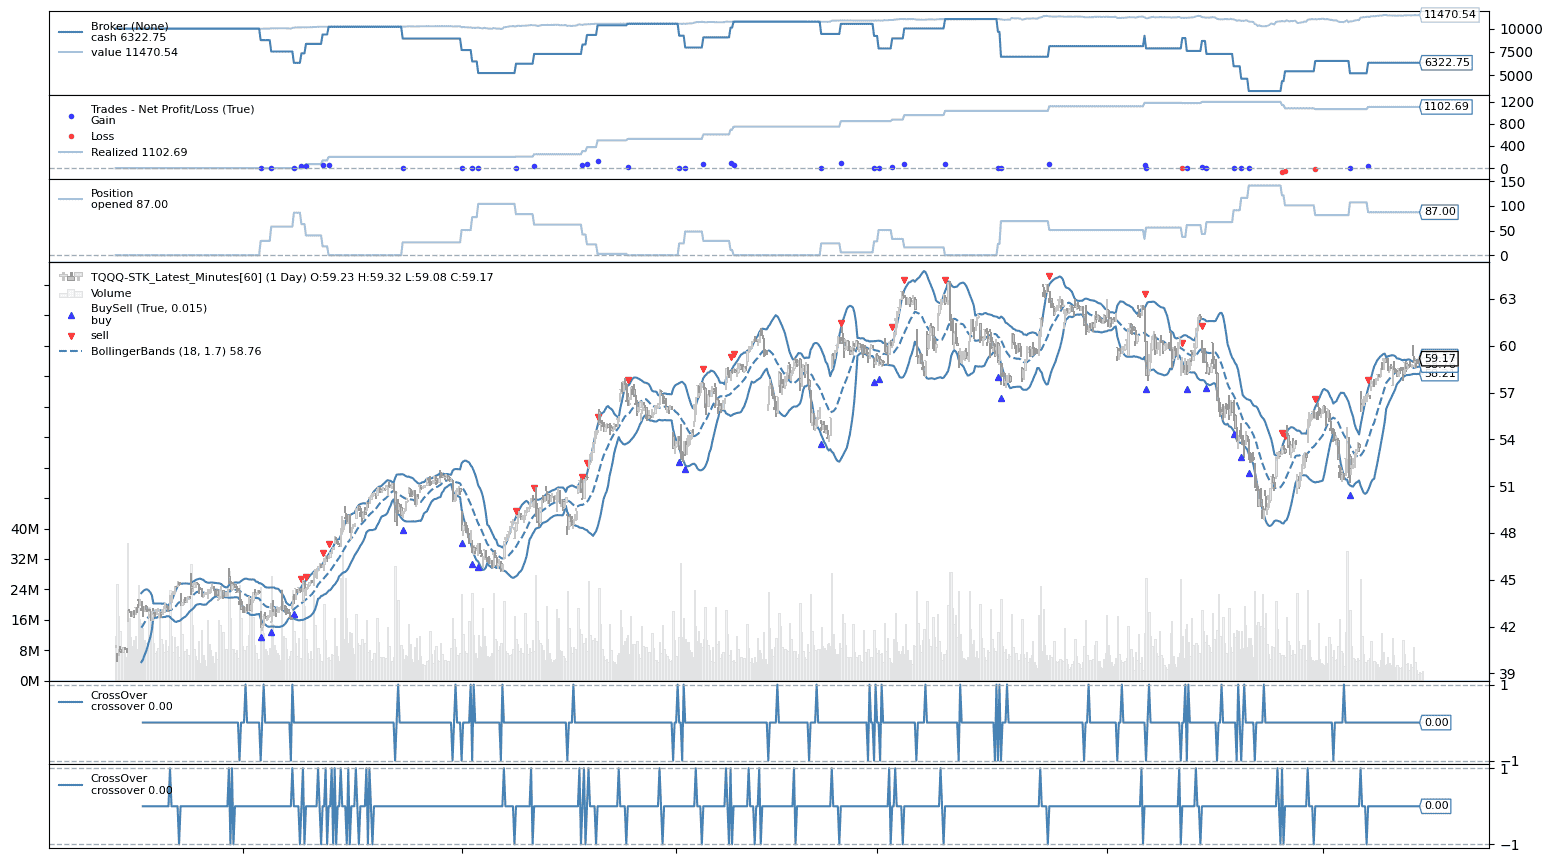 Broker (None)
cash 6322.75
value 11470.54
11470.54
10000
7500
6322.75
5000
Trades - Net Profit/Loss (True)
Gain
Loss
Realized 1102.69
1200
1102.69
800
400
0
Position
opened 87.00
150
100
87.00
50
0
TQQQ-STK_Latest_Minutes[60] (1 Day) O:59.23 H:59.32 L:59.08 C:59.17
Volume
BuySell (True, 0.015)
buy
sell
BollingerBands (18, 1.7) 58.76
63
60
59.17
58.21
57
54
51
48
45
42
39
40M
32M
24M
16M
8M
0M
CrossOver
crossover 0.00
1
0.00
−1
CrossOver
crossover 0.00
1
0.00
−1